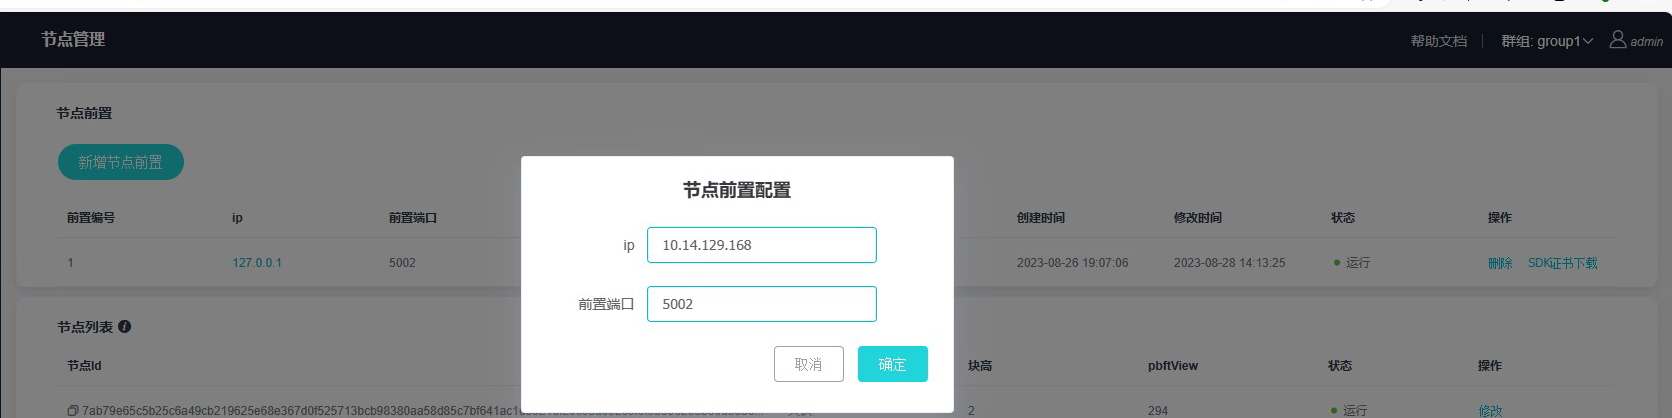 节点管理
帮助文档 群组: group1 admin
节点前置
新增节点前置
节点前置配置
前置编号 ip 前置端口 创建时间 修改时间 状态 操作
ip 10.14.129.168
1 127.0.0.1 5002 2023-08-26 19:07:06 2023-08-28 14:13:25 运行 删除 SDK证书下载
前置端口 5002
节点列表
取消 确定
节点Id 块高 pbftView 状态 操作
2 294 运行 修改